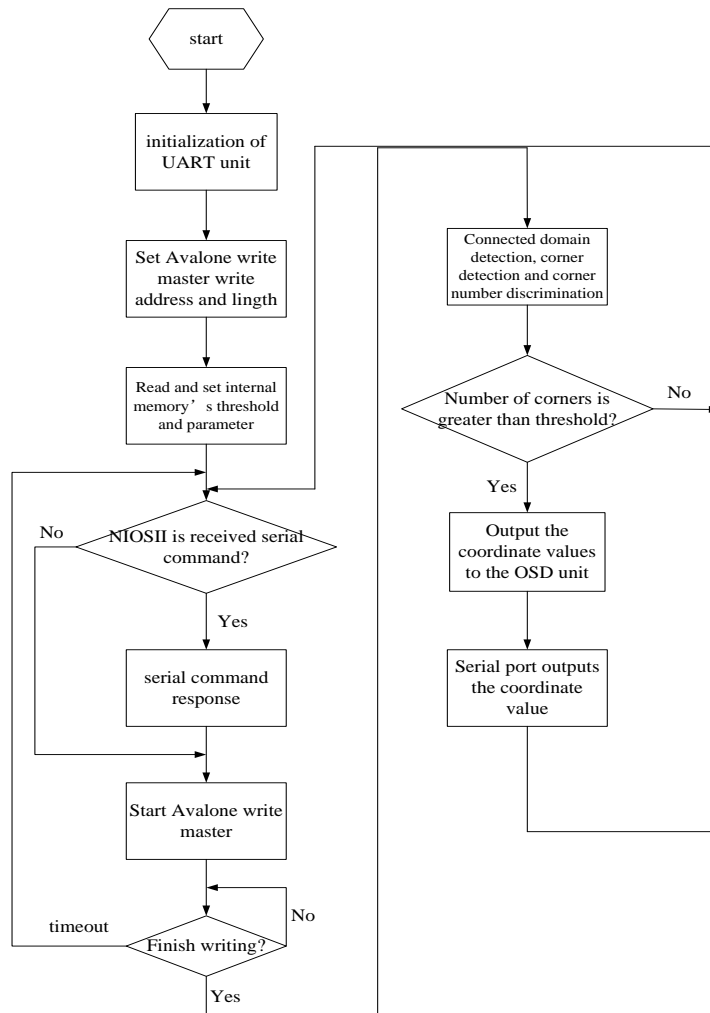 start
initialization of
UART unit
Set Avalone write
master write
address and lingth
Read and set internal
memory’s threshold
and parameter
No
NIOSII is received serial
command?
Yes
serial command
response
Start Avalone write
master
No
timeout
Finish writing?
Yes
Connected domain
detection, corner
detection and corner
number discrimination
Number of corners is
greater than threshold?
No
Yes
Output the
coordinate values
to the OSD unit
Serial port outputs
the coordinate
value